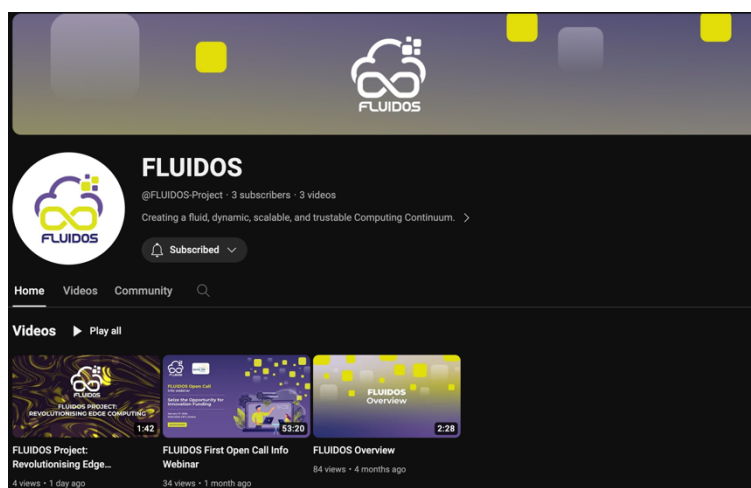 FLUIDOS
FLUIDOS
FLUIDOS
@FLUIDOS-Project · 3 subscribers · 3 videos
Creating a fluid, dynamic, scalable, and trustable Computing Continuum. >
Subscribed
Home Videos Community
Videos Play all
FLUIDOS
FLUIDOS PROJECT:
REVOLUTIONISING EDGE COMPUTING
1:42
FLUIDOS Open Call
Info webinar
Seize the Opportunity for
Innovation Funding
53:20
FLUIDOS
Overview
2:28
FLUIDOS Project:
Revolutionising Edge...
4 views • 1 day ago
FLUIDOS First Open Call Info
Webinar
34 views • 1 month ago
FLUIDOS Overview
84 views • 4 months ago